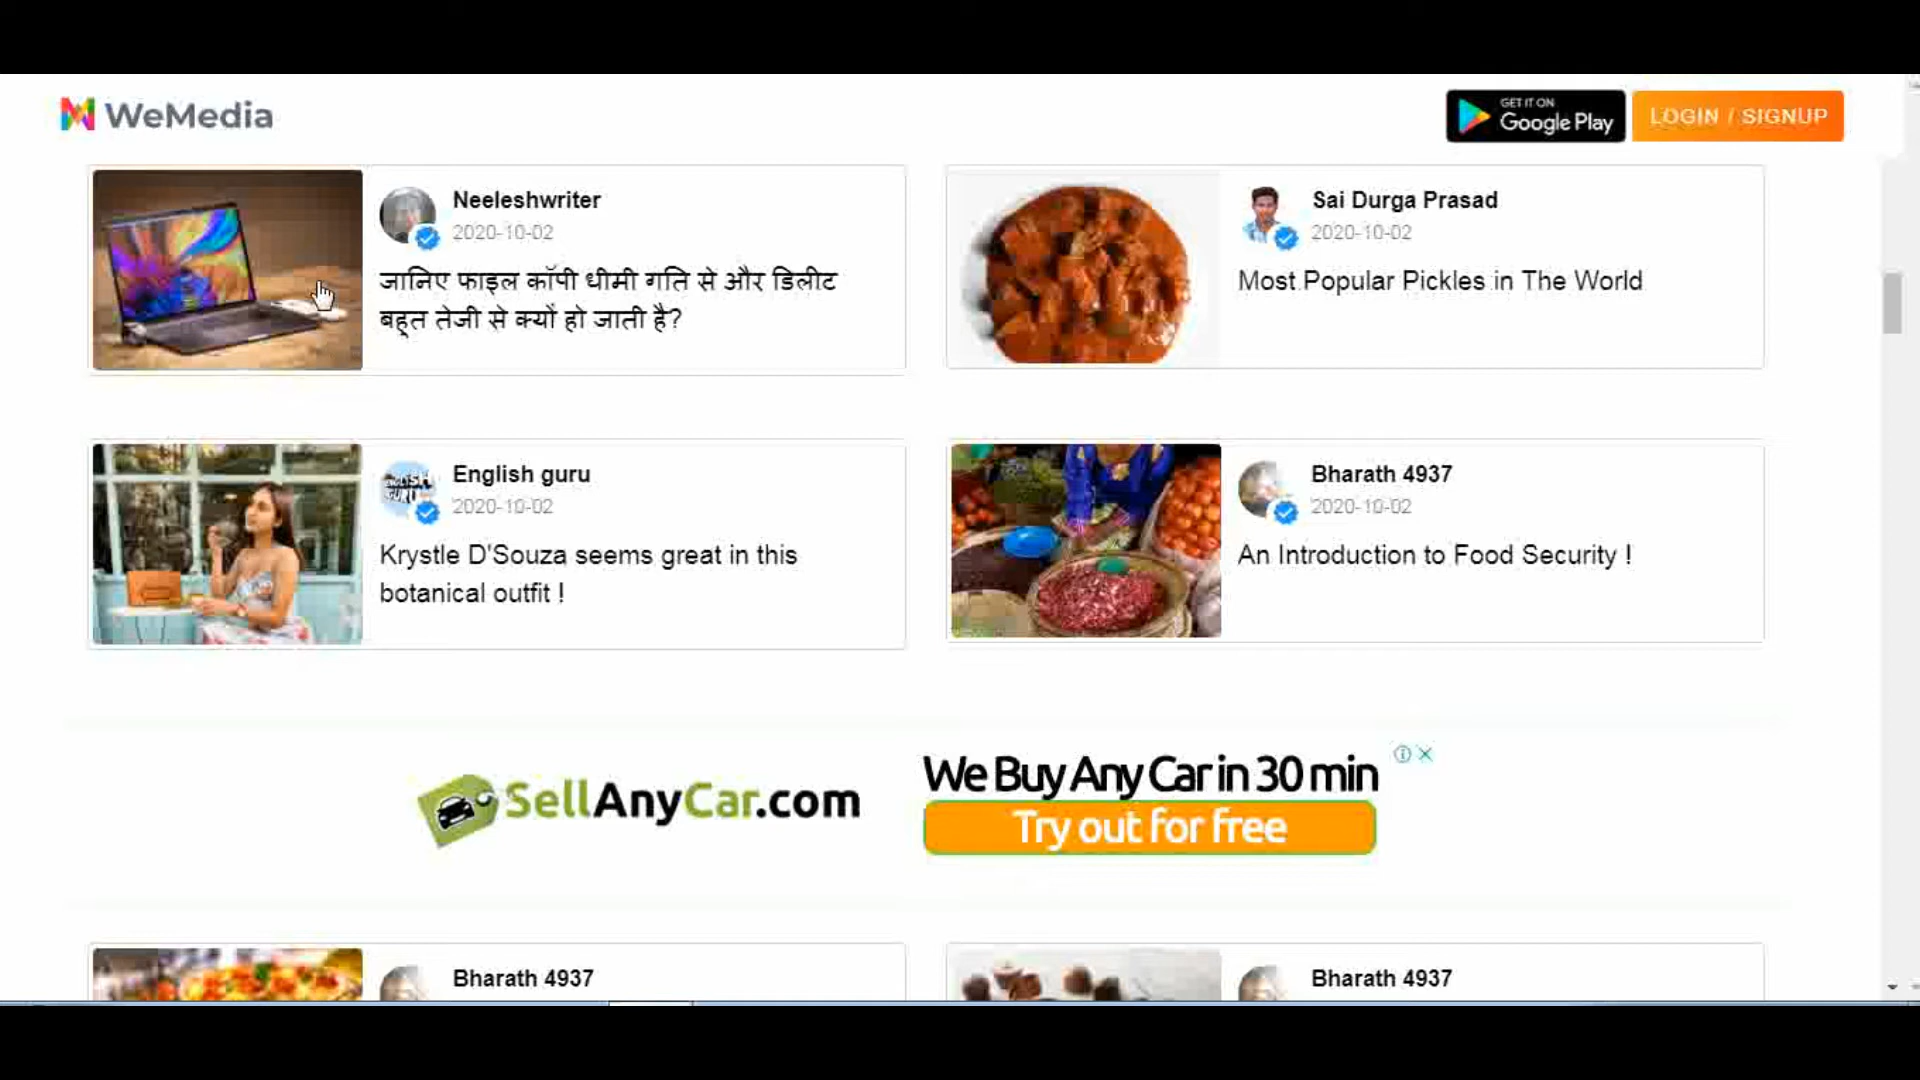 WeMedia
GET IT ON
Google Play
LOGIN / SIGNUP
Neeleshwriter
2020-10-02
जानिए फाइल कॉपी धीमी गति से और डिलीट
बहुत तेजी से क्यों हो जाती है?
Sai Durga Prasad
2020-10-02
Most Popular Pickles in The World
ENGLISH
GURU
English guru
2020-10-02
Krystle D'Souza seems great in this
botanical outfit !
Bharath 4937
2020-10-02
An Introduction to Food Security !
SellAnyCar.com
We Buy Any Car in 30 min
Try out for free
Bharath 4937
Bharath 4937